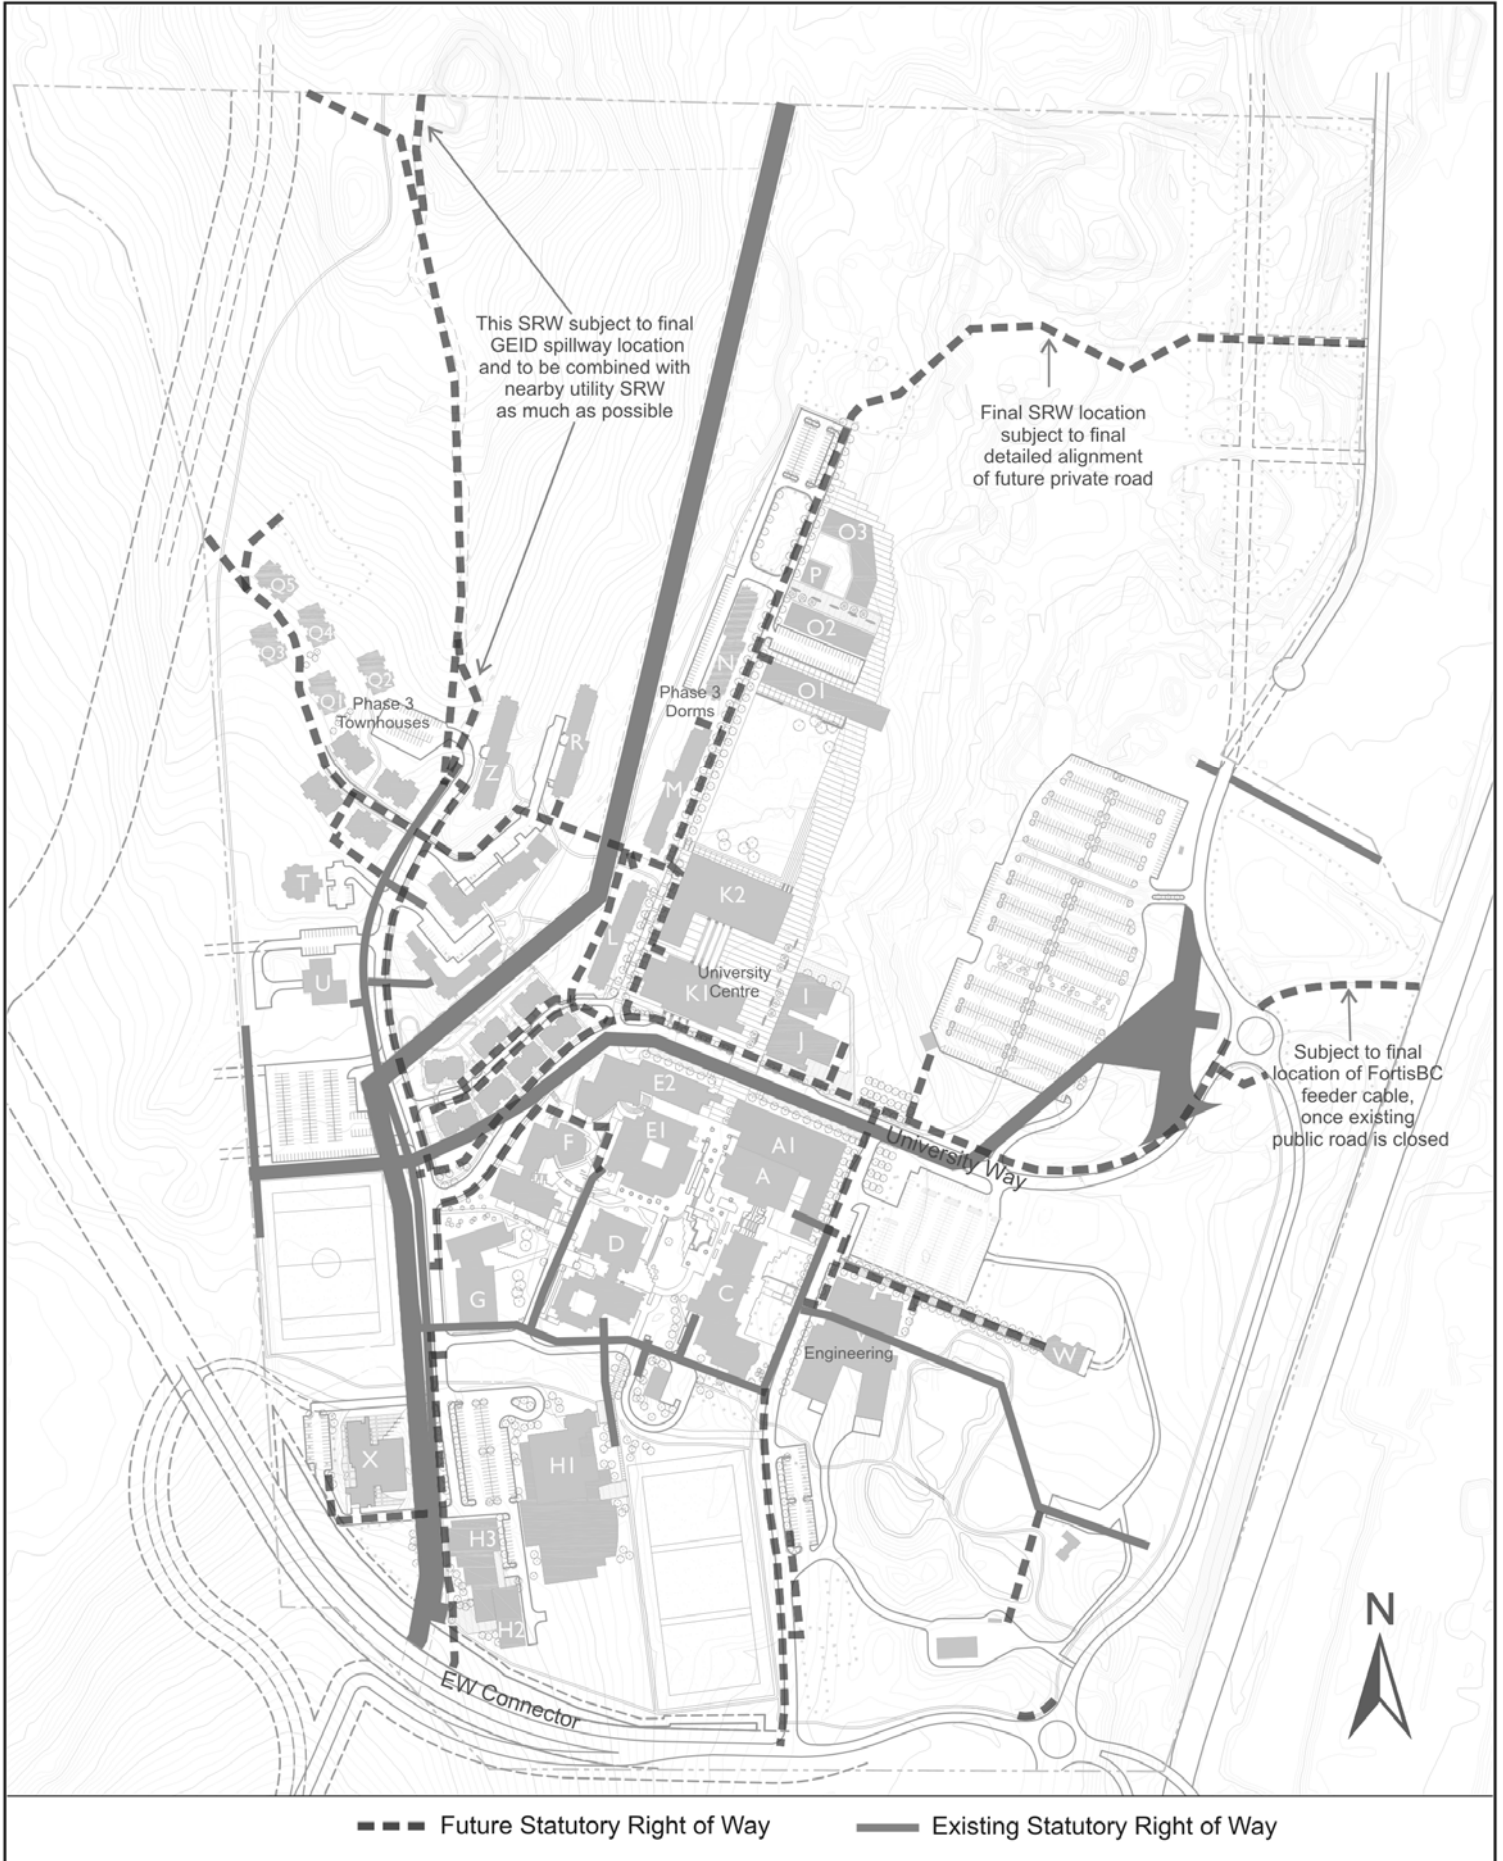 This SRW subject to final
GEID spillway location
and to be combined with
nearby utility SRW
as much as possible
Final SRW location
subject to final
detailed alignment
of future private road
O3
P
O2
N
O1
Phase 3
Dorms
Q5
Q4
Q3
Q2
Q1
Phase 3
Townhouses
Z
R
M
T
K2
L
U
University
Centre
K1
I
J
E2
E1
F
A1
A
University Way
Subject to final
location of FortisBC
feeder cable,
once existing
public road is closed
D
G
C
V
Engineering
W
X
H1
H3
H2
EW Connector
N
Future Statutory Right of Way
Existing Statutory Right of Way